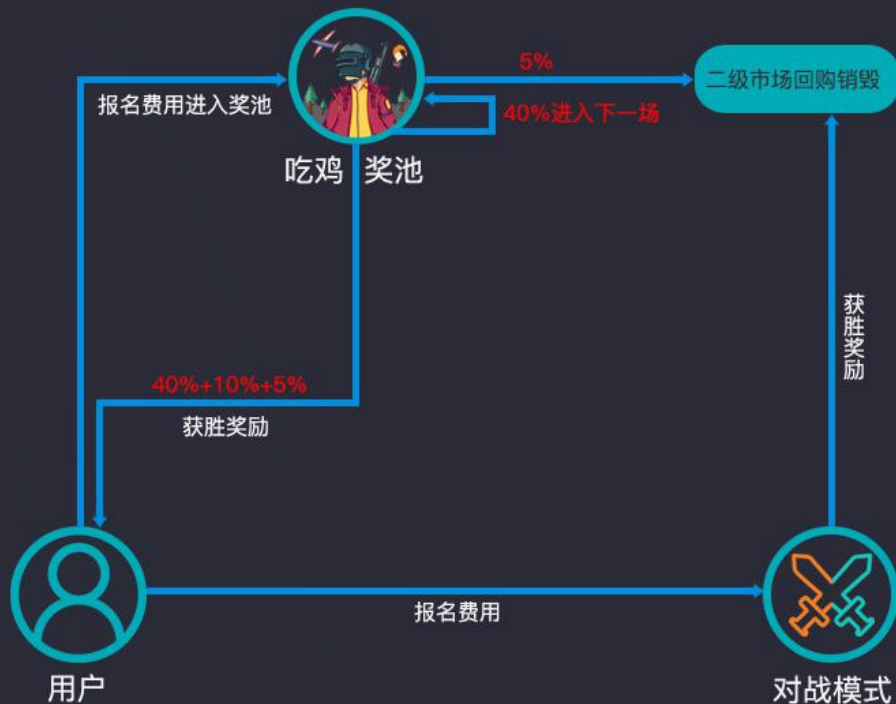 5%
二级市场回购销毁
报名费用进入奖池
40%进入下一场
吃鸡 奖池
获胜奖励
40%+10%+5%
获胜奖励
报名费用
用户
对战模式